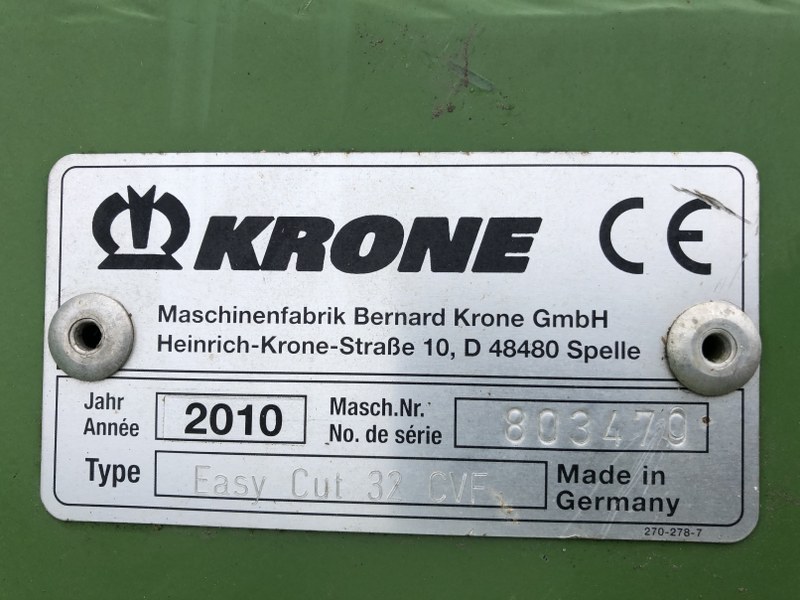 KRONE CE
Maschinenfabrik Bernard Krone GmbH
Heinrich-Krone-Straße 10, D 48480 Spelle
Jahr
Année 2010
Masch.Nr.
No. de série 803479
Type Easy Cut 32 CVF
Made in
Germany
270-278-7